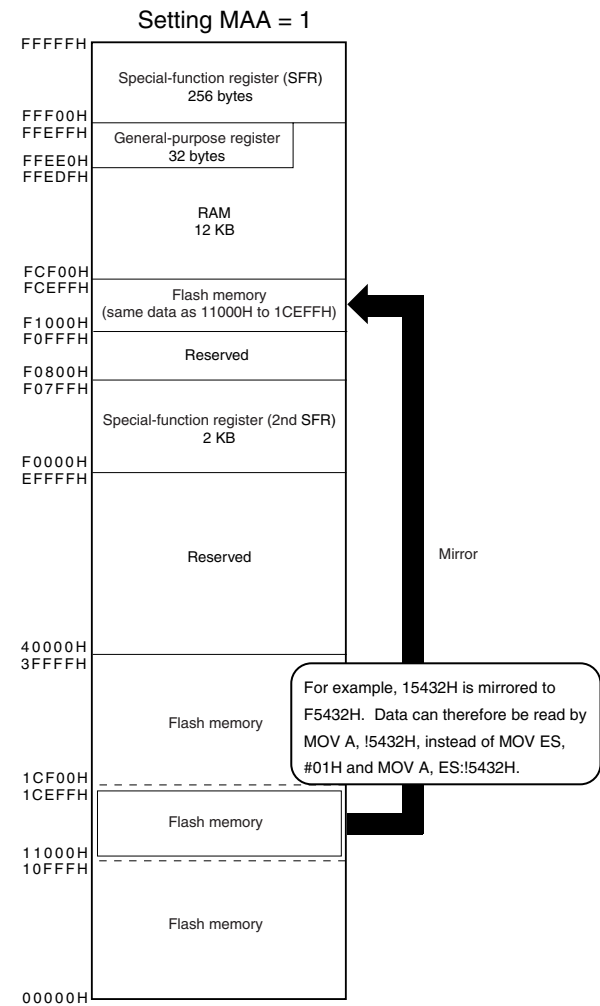 Setting MAA = 1
FFFFFH
Special-function register (SFR)
256 bytes
FFF00H
FFEFFH
General-purpose register
32 bytes
FFEE0H
FFEDFH
RAM
12 KB
FCF00H
FCEFFH
Flash memory
(same data as 11000H to 1CEFFH)
F1000H
F0FFFH
Reserved
F0800H
F07FFH
Special-function register (2nd SFR)
2 KB
F0000H
EFFFFH
Reserved
Mirror
40000H
3FFFFH
For example, 15432H is mirrored to
F5432H.  Data can therefore be read by
MOV A, !5432H, instead of MOV ES,
#01H and MOV A, ES:!5432H.
Flash memory
1CF00H
1CEFFH
Flash memory
11000H
10FFFH
Flash memory
00000H